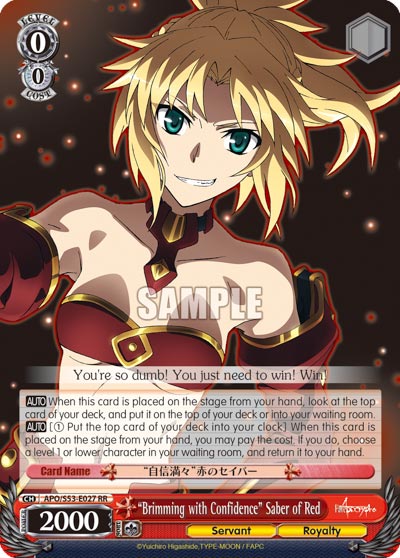 LEVEL
0
0
COST
SAMPLE
You're so dumb! You just need to win! Win!
AUTO When this card is placed on the stage from your hand, look at the top
card of your deck, and put it on the top of your deck or into your waiting room.
AUTO [① Put the top card of your deck into your clock] When this card is
placed on the stage from your hand, you may pay the cost. If you do, choose
a level 1 or lower character in your waiting room, and return it to your hand.
Card Name
"自信満々"赤のセイバー
CH APO/S53-E027 RR
"Brimming with Confidence" Saber of Red
Fate/Apocrypha
POWER
2000
Servant
Royalty
©Yuichiro Higashide,TYPE-MOON / FAPC